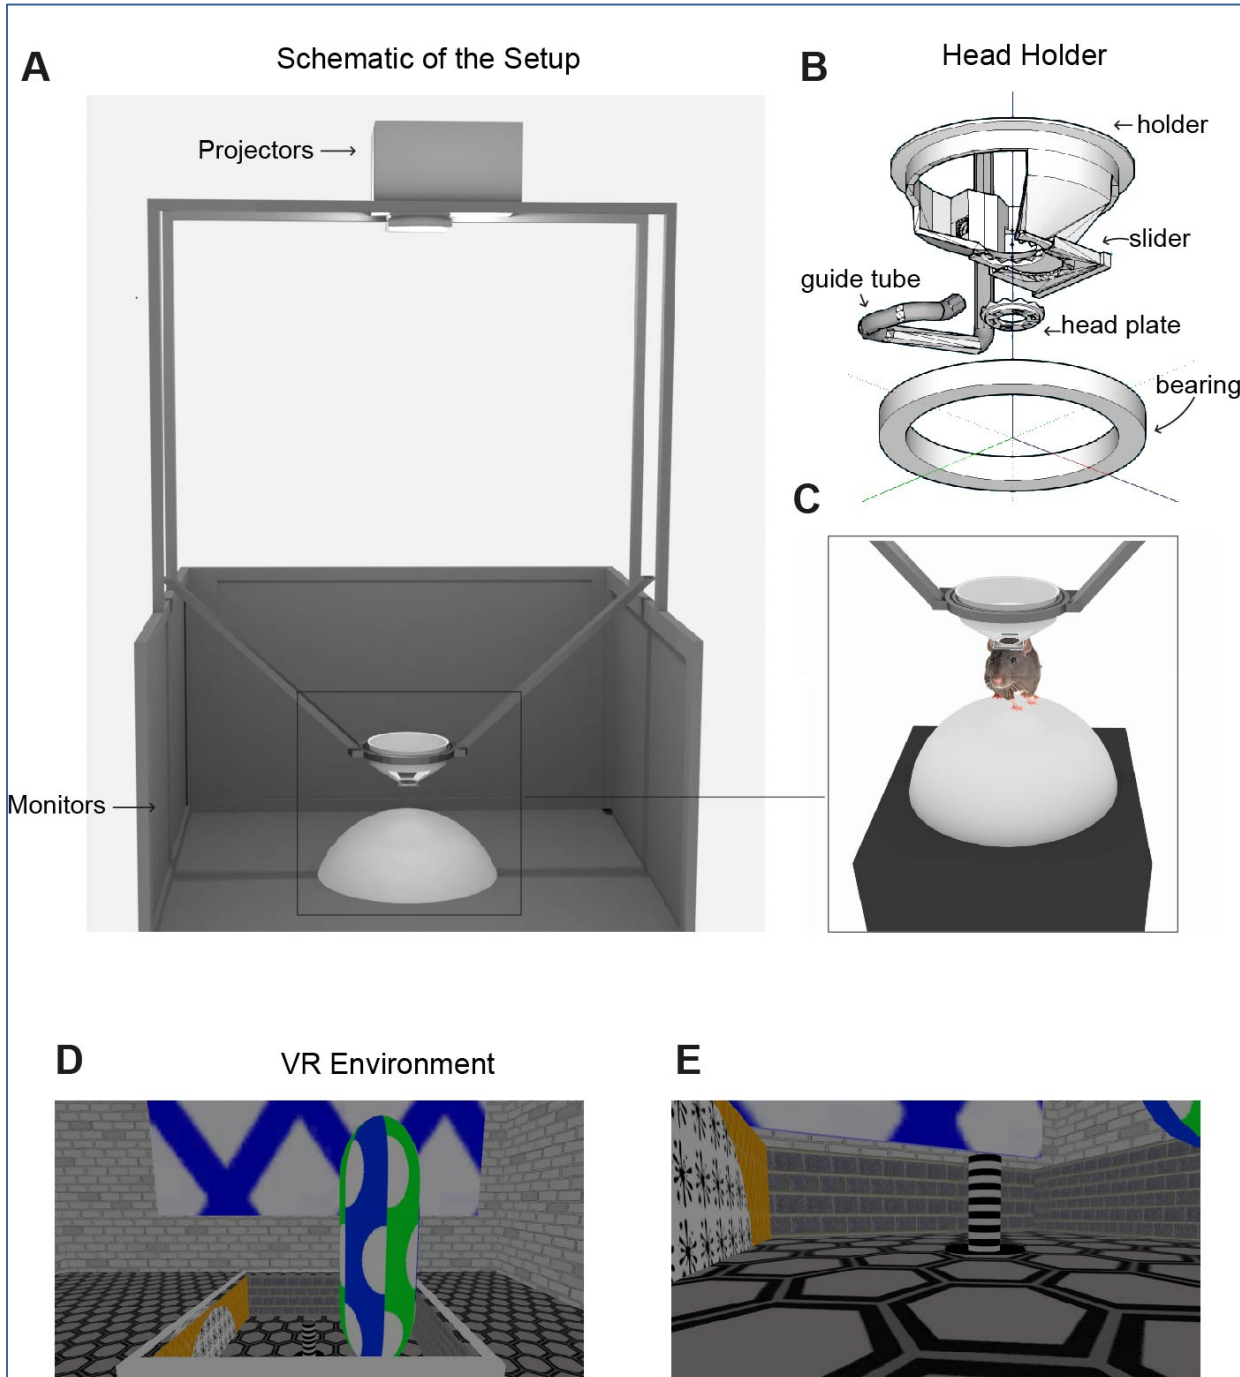 A
Schematic of the Setup
Projectors
Monitors
B
Head Holder
holder
slider
guide tube
head plate
bearing
C
D
VR Environment
E